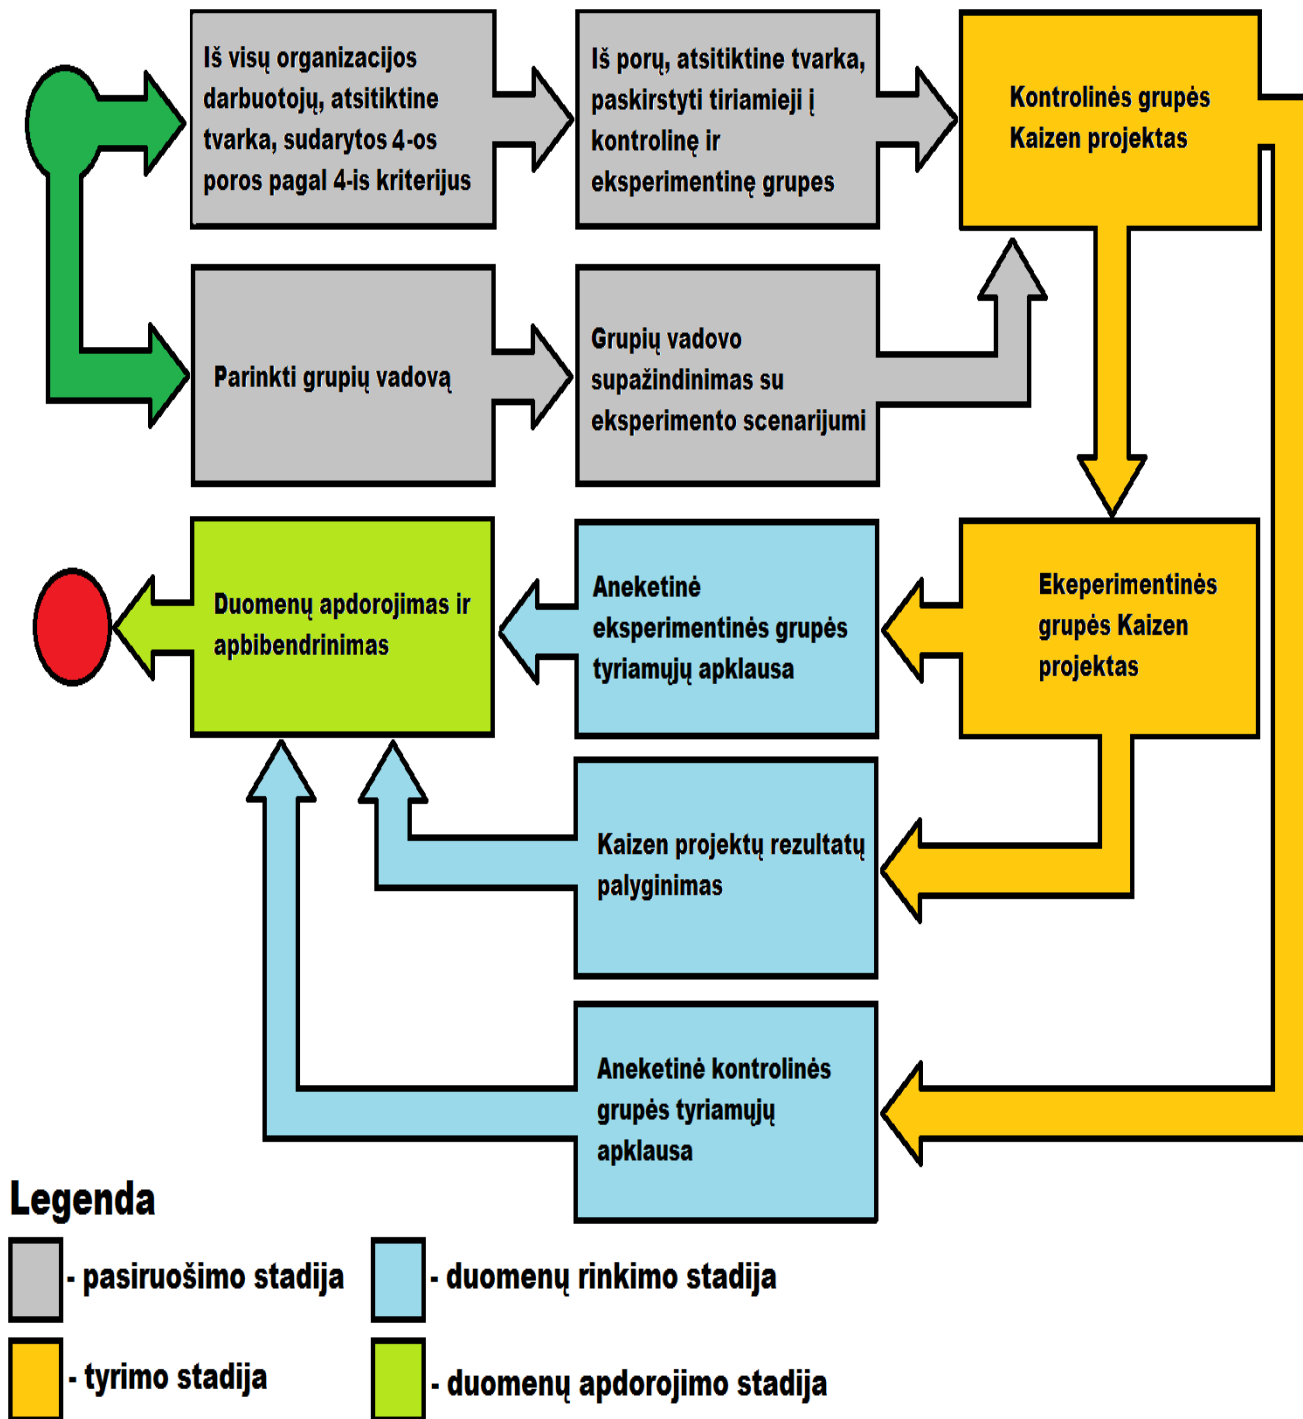 Iš visų organizacijos
darbuotojų, atsitiktine
tvarka, sudarytos 4-os
poros pagal 4-is kriterijus
Iš porų, atsitiktine tvarka,
paskirstyti tiriamieji į
kontrolinę ir
eksperimentinę grupes
Kontrolinės grupės
Kaizen projektas
Parinkti grupių vadovą
Grupių vadovo
supažindinimas su
eksperimento scenarijumi
Duomenų apdorojimas ir
apbibendrinimas
Aneketinė
eksperimentinės grupės
tyriamųjų apklausa
Ekeperimentinės
grupės Kaizen
projektas
Kaizen projektų rezultatų
palyginimas
Aneketinė kontrolinės
grupės tyriamųjų
apklausa
Legenda
- pasiruošimo stadija
- duomenų rinkimo stadija
- tyrimo stadija
- duomenų apdorojimo stadija